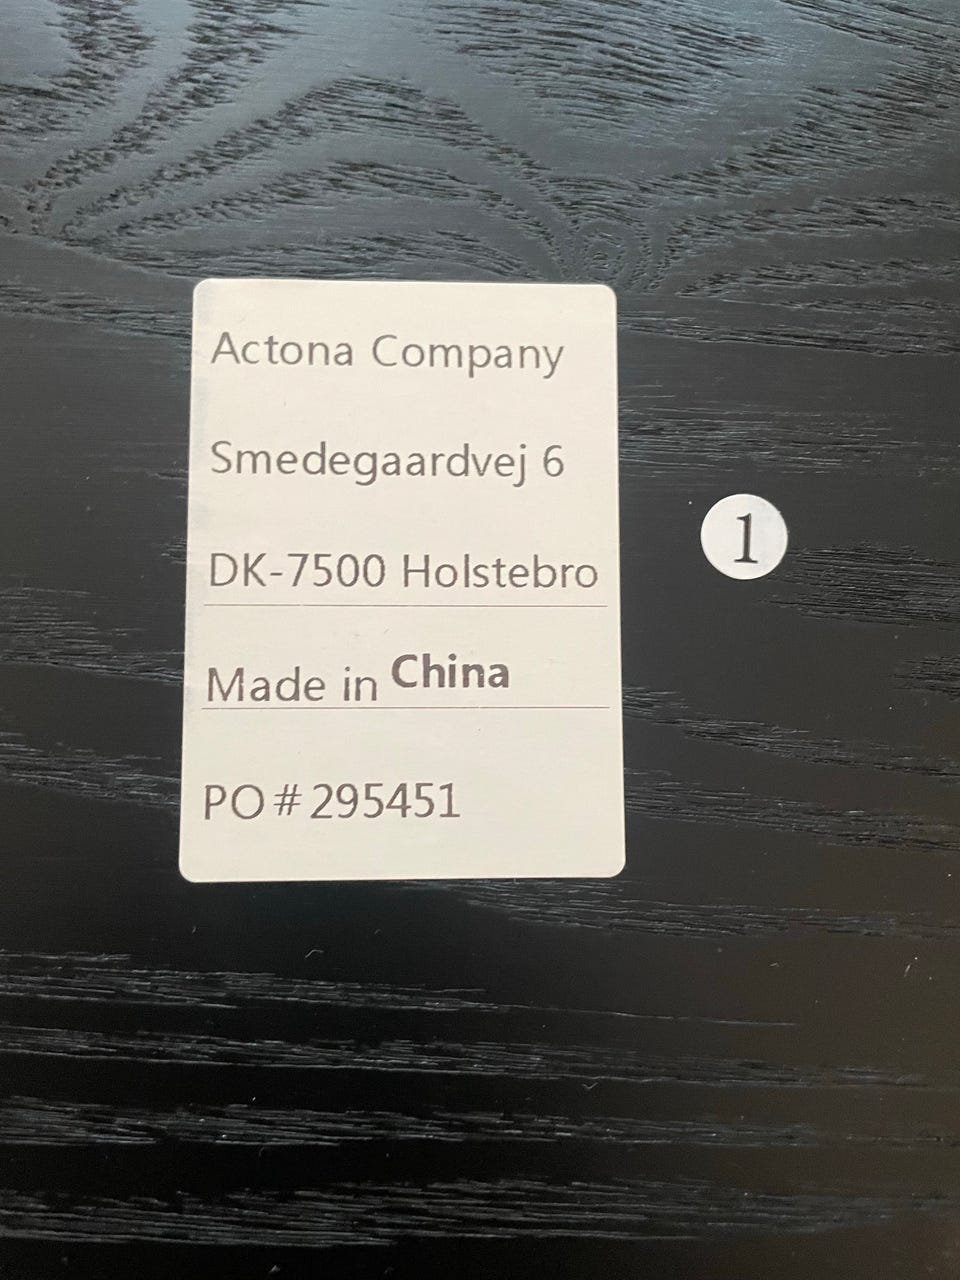 Actona Company
Smedegaardvej 6
DK-7500 Holstebro
Made in China
PO#295451
1